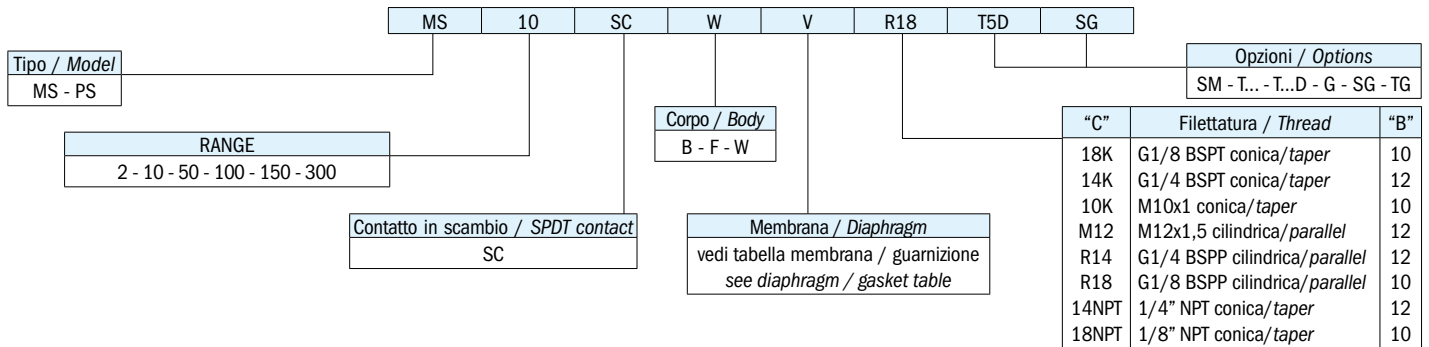 MS 10 SC W V R18 T5D SG
Tipo / Model
MS - PS
Opzioni / Options
SM - T... - T...D - G - SG - TG
RANGE
2 - 10 - 50 - 100 - 150 - 300
Corpo / Body
B - F - W
Contatto in scambio / SPDT contact
SC
Membrana / Diaphragm
vedi tabella membrana / guarnizione
see diaphragm / gasket table
“C” Filettatura / Thread “B”
18K G1/8 BSPT conica/taper 10
14K G1/4 BSPT conica/taper 12
10K M10x1 conica/taper 10
M12 M12x1,5 cilindrica/parallel 12
R14 G1/4 BSPP cilindrica/parallel 12
R18 G1/8 BSPP cilindrica/parallel 10
14NPT 1/4” NPT conica/taper 12
18NPT 1/8” NPT conica/taper 10